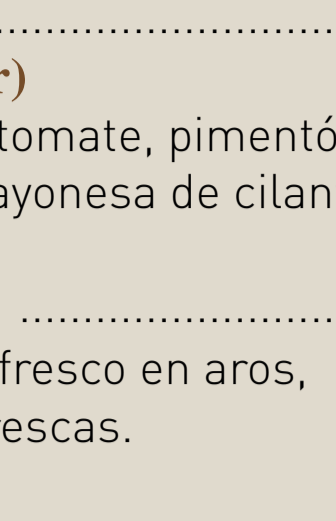 r)
tomate, pimentó
ayonesa de cilan
fresco en aros,
escas.